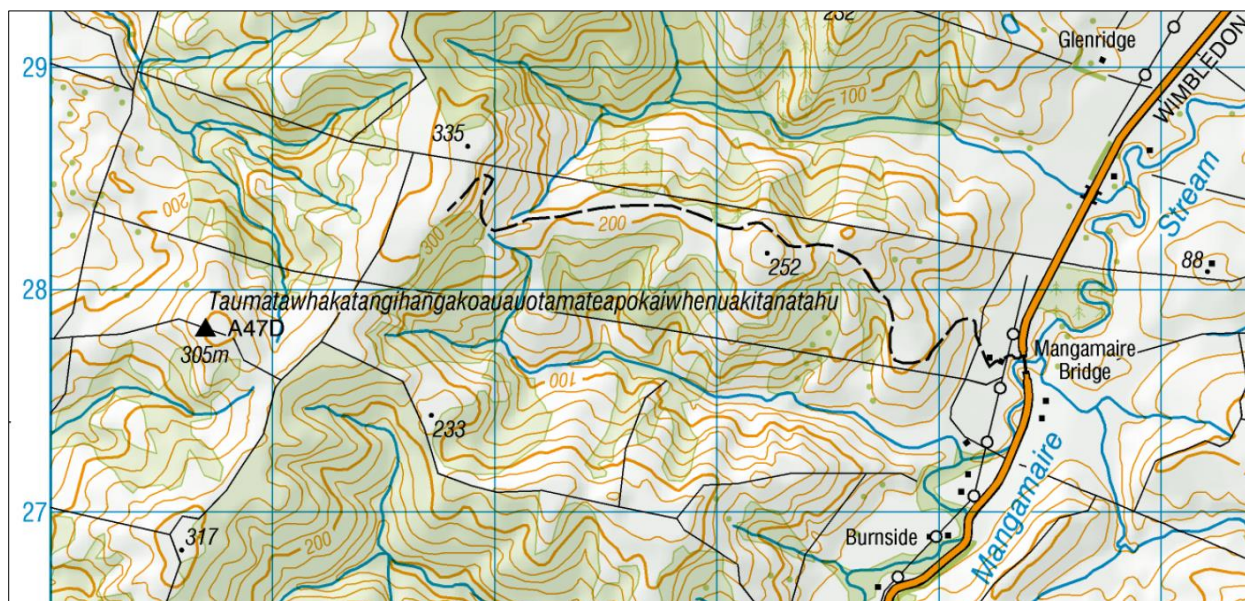 29
Glenridge
WIMBLEDON
100
200
335
Stream
200
300
200
252
88
28
Taumatawhakatangihangakoauauotamateapokaiwhenuakitanatahu
A47D
305m
Mangamaire
Bridge
100
233
27
317
200
Burnside
Mangamaire